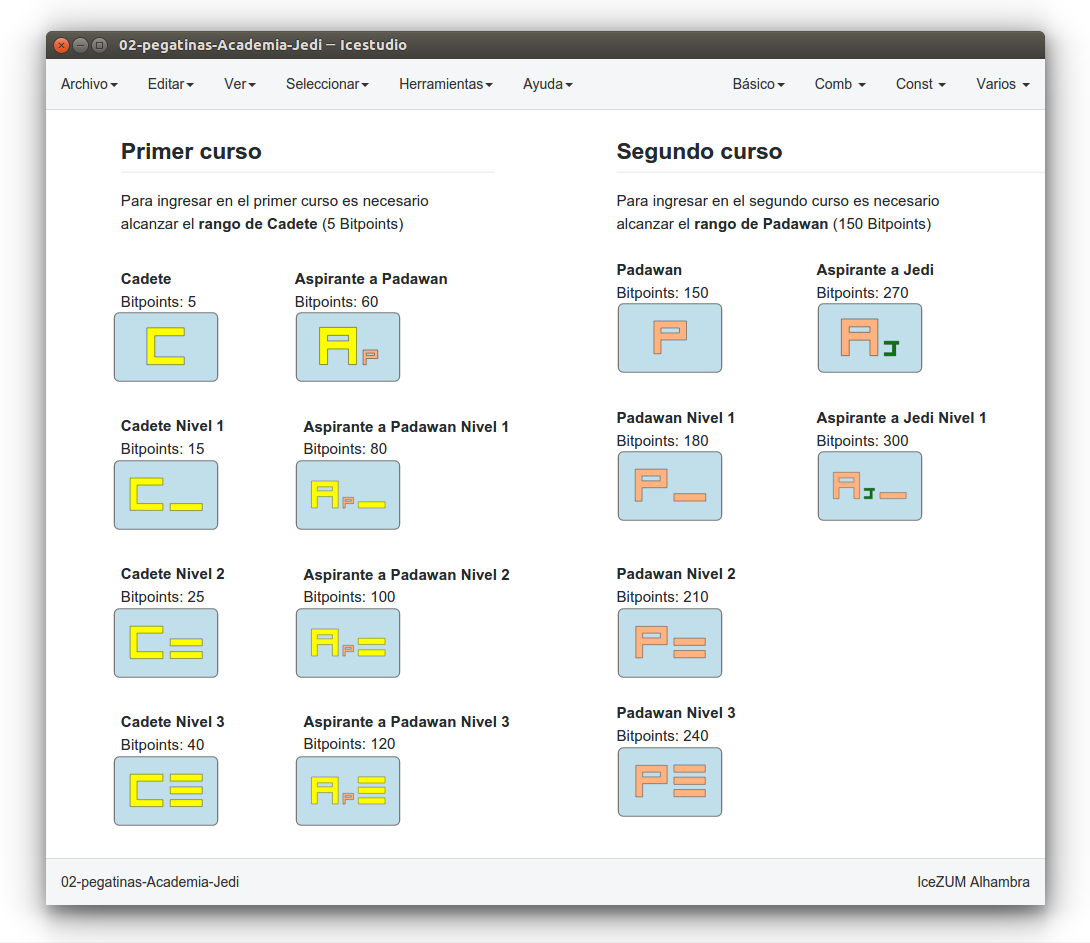 02-pegatinas-Academia-Jedi — Icestudio
Archivo Editar Ver Seleccionar Herramientas Ayuda Básico Comb Const Varios
Primer curso
Para ingresar en el primer curso es necesario
alcanzar el rango de Cadete (5 Bitpoints)
Cadete
Bitpoints: 5
C
Aspirante a Padawan
Bitpoints: 60
A P
Cadete Nivel 1
Bitpoints: 15
C
Aspirante a Padawan Nivel 1
Bitpoints: 80
A P
Cadete Nivel 2
Bitpoints: 25
C
Aspirante a Padawan Nivel 2
Bitpoints: 100
A P
Cadete Nivel 3
Bitpoints: 40
C
Aspirante a Padawan Nivel 3
Bitpoints: 120
A P
Segundo curso
Para ingresar en el segundo curso es necesario
alcanzar el rango de Padawan (150 Bitpoints)
Padawan
Bitpoints: 150
P
Aspirante a Jedi
Bitpoints: 270
A J
Padawan Nivel 1
Bitpoints: 180
P
Aspirante a Jedi Nivel 1
Bitpoints: 300
A J
Padawan Nivel 2
Bitpoints: 210
P
Padawan Nivel 3
Bitpoints: 240
P
02-pegatinas-Academia-Jedi
IceZUM Alhambra